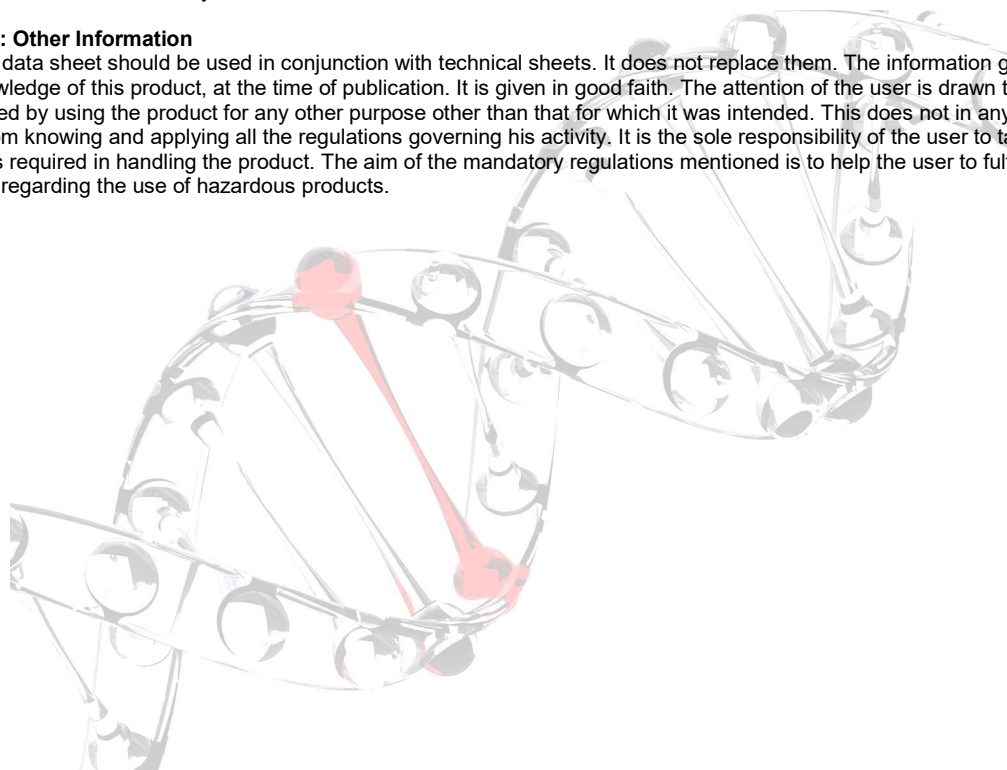 : Other Information
data sheet should be used in conjunction with technical sheets. It does not replace them. The information g
wledge of this product, at the time of publication. It is given in good faith. The attention of the user is drawn t
ed by using the product for any other purpose other than that for which it was intended. This does not in any
om knowing and applying all the regulations governing his activity. It is the sole responsibility of the user to ta
s required in handling the product. The aim of the mandatory regulations mentioned is to help the user to ful
regarding the use of hazardous products.